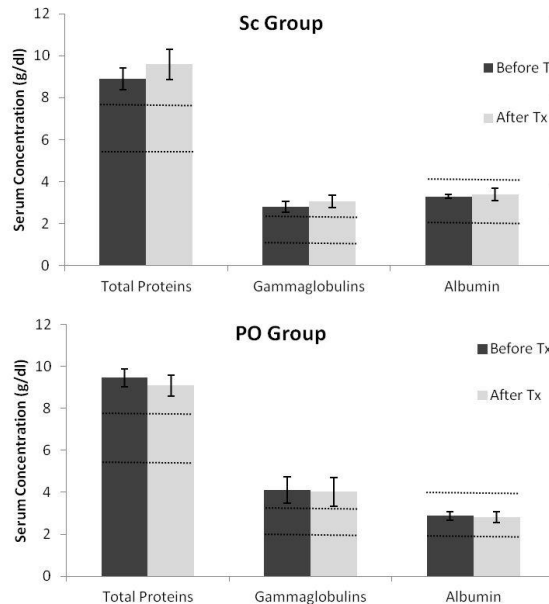 Sc Group
Serum Concentration (g/dl)
12
10
8
6
4
2
0
Before T
After Tx
Total Proteins
Gammaglobulins
Albumin
PO Group
Serum Concentration (g/dl)
12
10
8
6
4
2
0
Before Tx
After Tx
Total Proteins
Gammaglobulins
Albumin